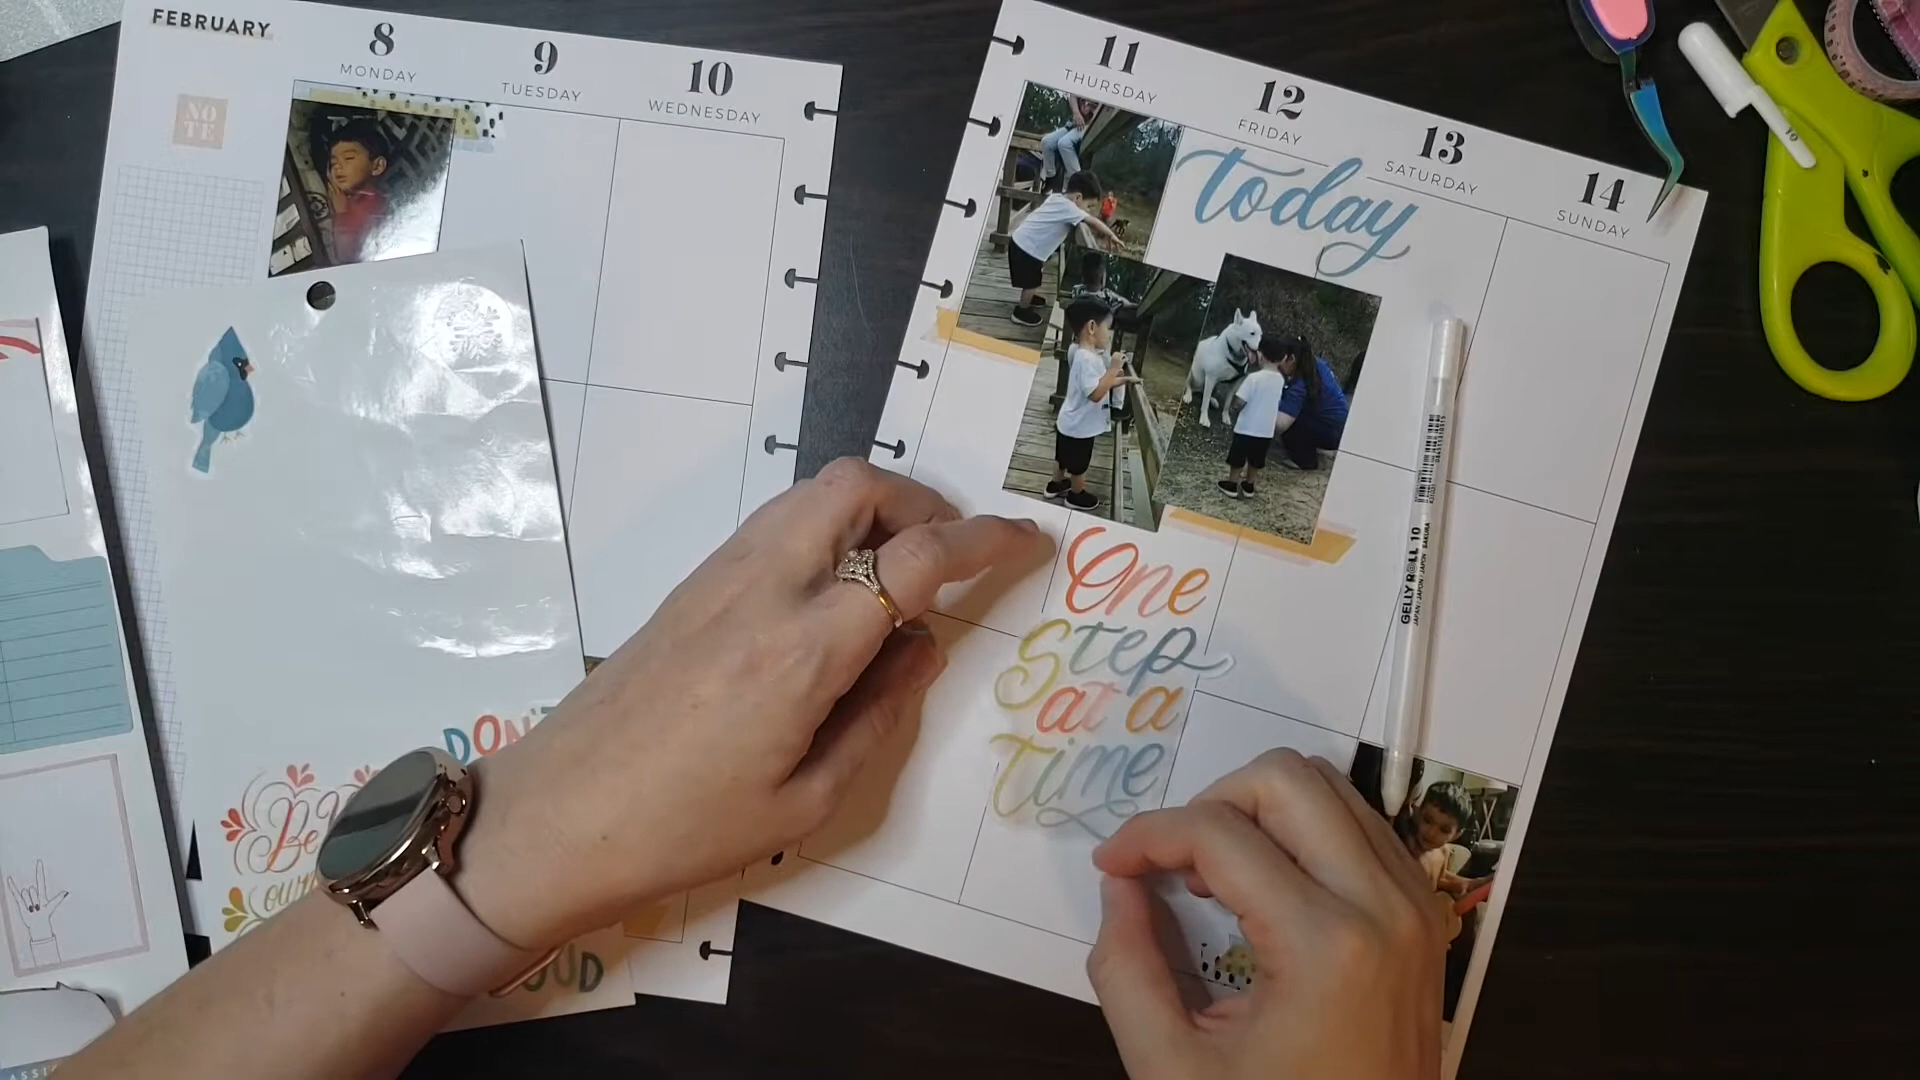 FEBRUARY
8
MONDAY
9
TUESDAY
10
WEDNESDAY
NO
TE
11
THURSDAY
12
FRIDAY
13
SATURDAY
14
SUNDAY
today
One
Step
at a
Time
GELLY ROLL 10
DON'T
Be
OUD